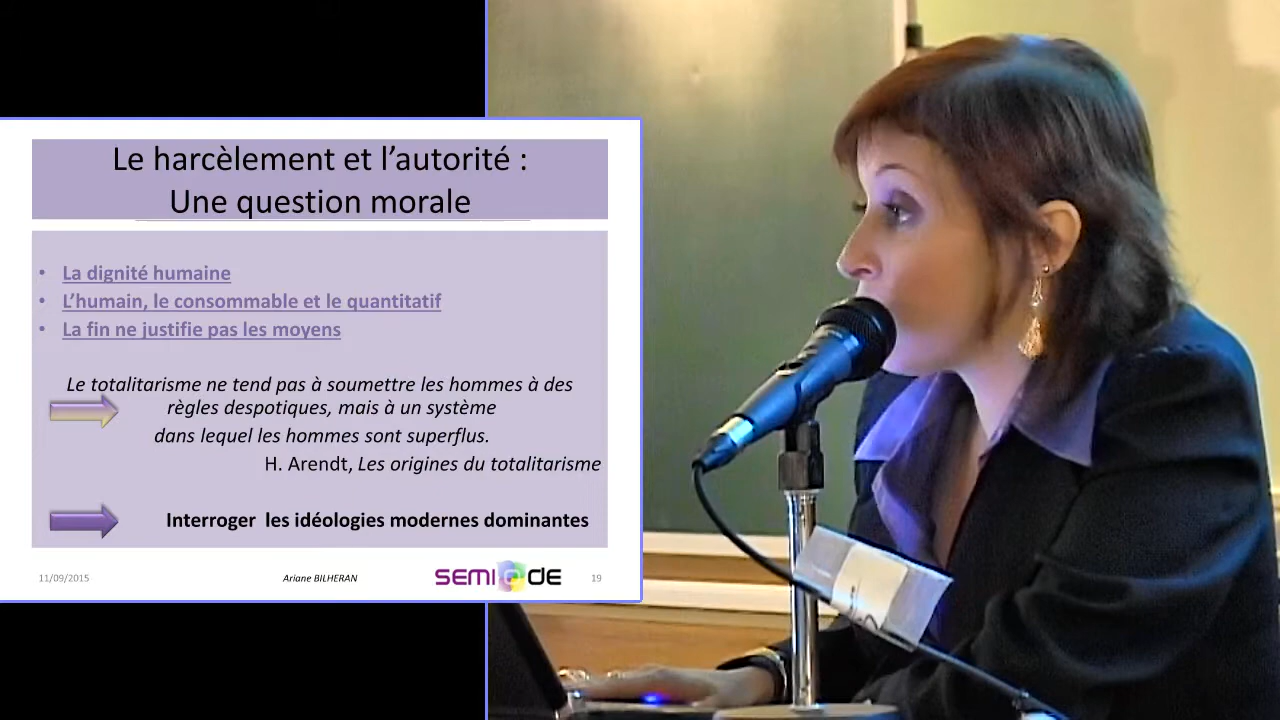 Le harcèlement et l’autorité :
Une question morale
• La dignité humaine
• L’humain, le consommable et le quantitatif
• La fin ne justifie pas les moyens
Le totalitarisme ne tend pas à soumettre les hommes à des
règles despotiques, mais à un système
dans lequel les hommes sont superflus.
H. Arendt, Les origines du totalitarisme
Interroger les idéologies modernes dominantes
11/09/2015
Ariane BILHERAN
SEMI DE
19